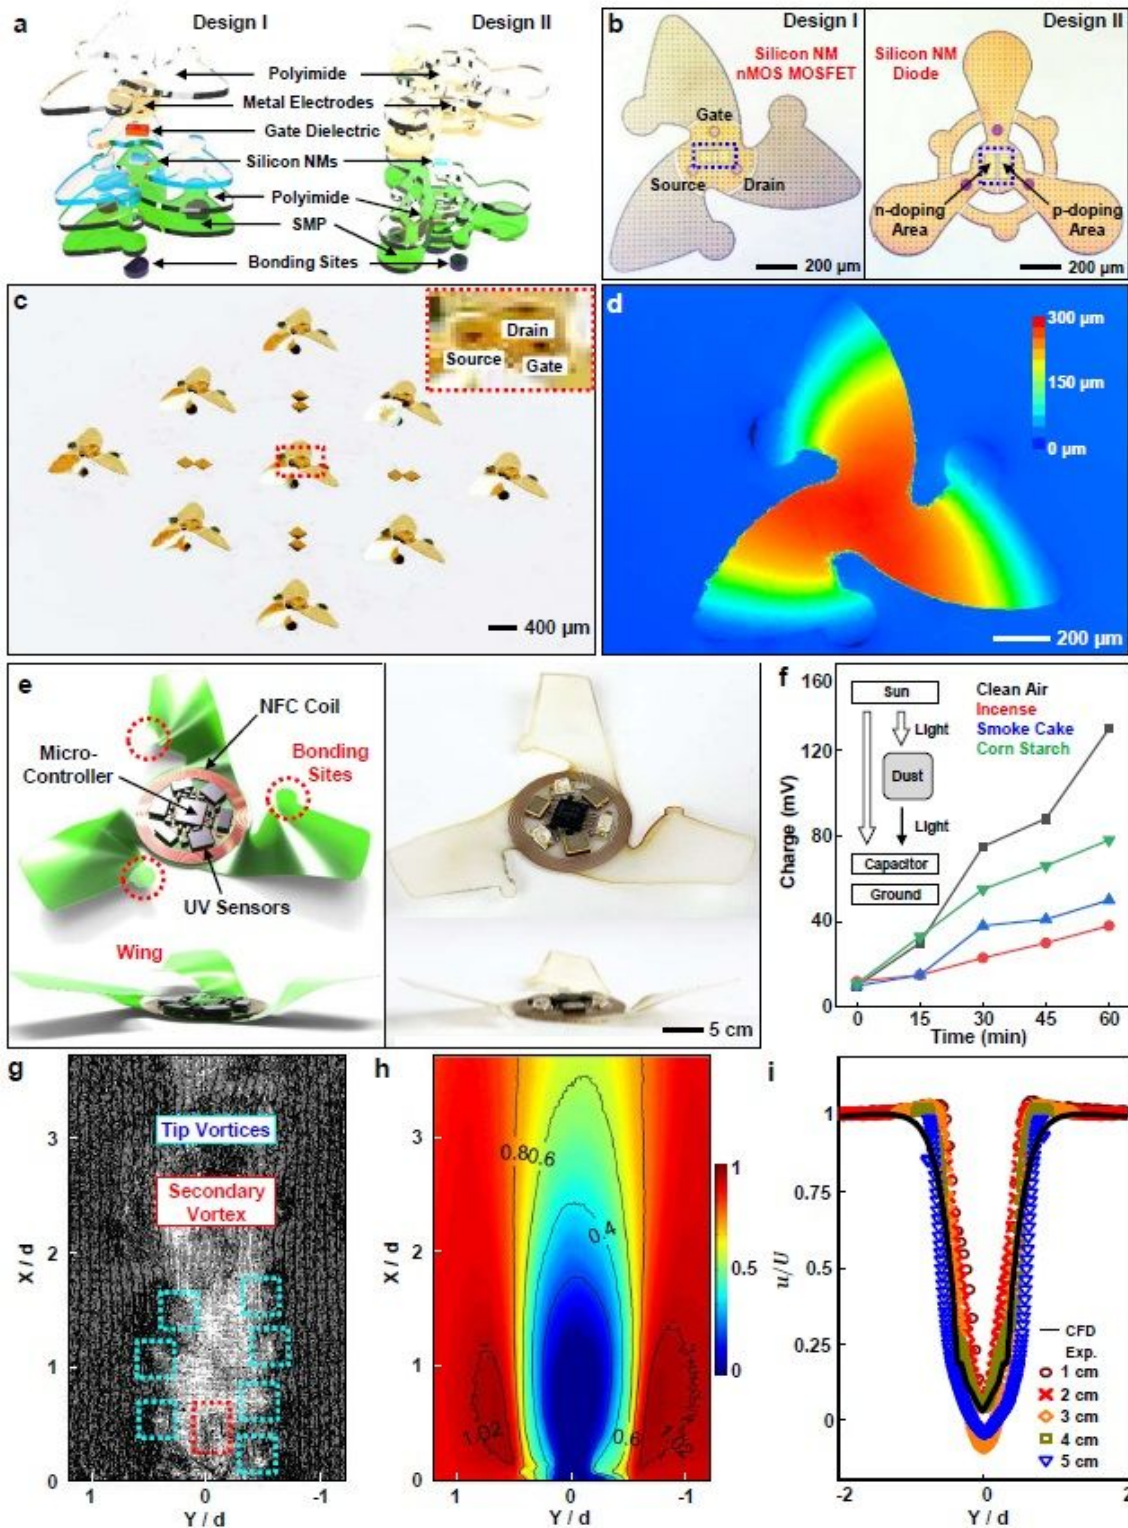 a
Design I
Design II
Polyimide
Metal Electrodes
Gate Dielectric
Silicon NMs
Polyimide
SMP
Bonding Sites
b
Design I
Silicon NM
nMOS MOSFET
Gate
Source
Drain
200 µm
Design II
Silicon NM
Diode
n-doping
Area
p-doping
Area
200 µm
c
Drain
Source
Gate
400 µm
d
300 µm
150 µm
0 µm
200 µm
e
NFC Coil
Micro-
Controller
Bonding
Sites
UV Sensors
Wing
5 cm
f
160
120
80
40
0
Charge (mV)
Sun
Light
Dust
Light
Capacitor
Ground
Clean Air
Incense
Smoke Cake
Corn Starch
0 15 30 45 60
Time (min)
g
Tip Vortices
Secondary
Vortex
3
2
1
0
X / d
1 0 -1
Y / d
h
3
2
1
0
X / d
0.8
0.6
0.4
1.02
0.6
1.02
1
0.5
0
1 0 -1
Y / d
i
1
0.75
0.5
0.25
0
u/U
CFD
Exp.
1 cm
2 cm
3 cm
4 cm
5 cm
-2 0 2
Y / d